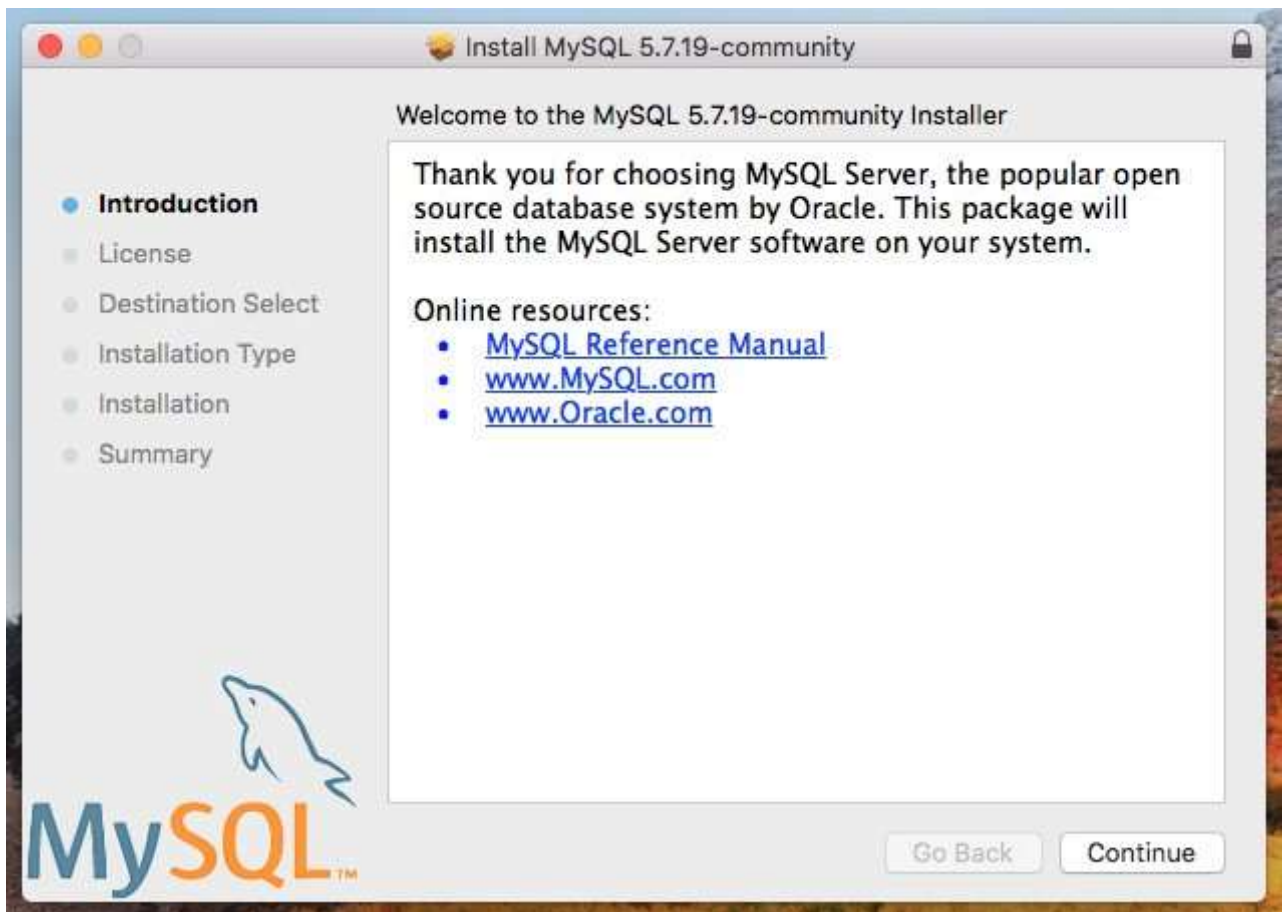 Install MySQL 5.7.19-community
Welcome to the MySQL 5.7.19-community Installer
Introduction
License
Destination Select
Installation Type
Installation
Summary
Thank you for choosing MySQL Server, the popular open
source database system by Oracle. This package will
install the MySQL Server software on your system.
Online resources:
• MySQL Reference Manual
• www.MySQL.com
• www.Oracle.com
MySQL™
Go Back
Continue